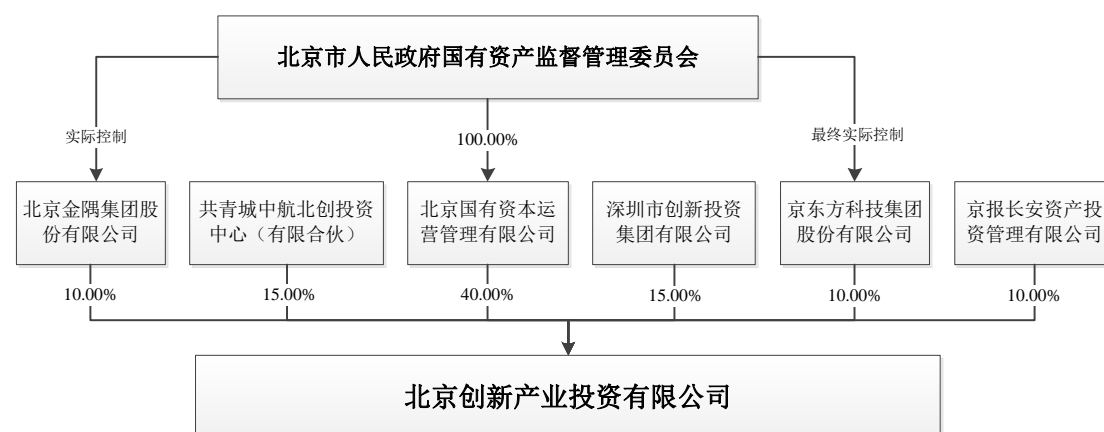 北京市人民政府国有资产监督管理委员会
实际控制
100.00%
最终实际控制
北京金隅集团股
份有限公司
共青城中航北创投资
中心（有限合伙）
北京国有资本运
营管理有限公司
深圳市创新投资
集团有限公司
京东方科技集团
股份有限公司
京报长安资产投
资管理有限公司
10.00%
15.00%
40.00%
15.00%
10.00%
10.00%
北京创新产业投资有限公司